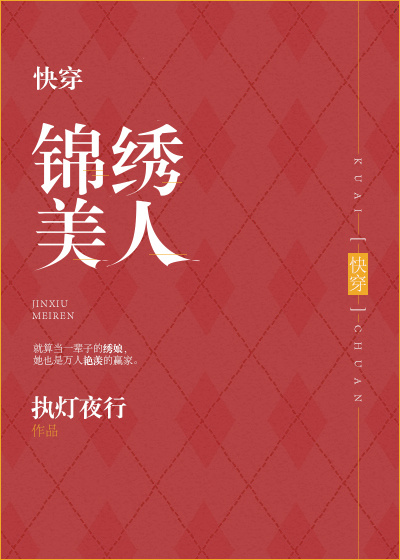 快穿
锦绣
美人
JINXIU
MEIREN
就算当一辈子的绣娘，
她也是万人艳羡的赢家。
执灯夜行
作品
KUAI
[快穿]
CHUAN